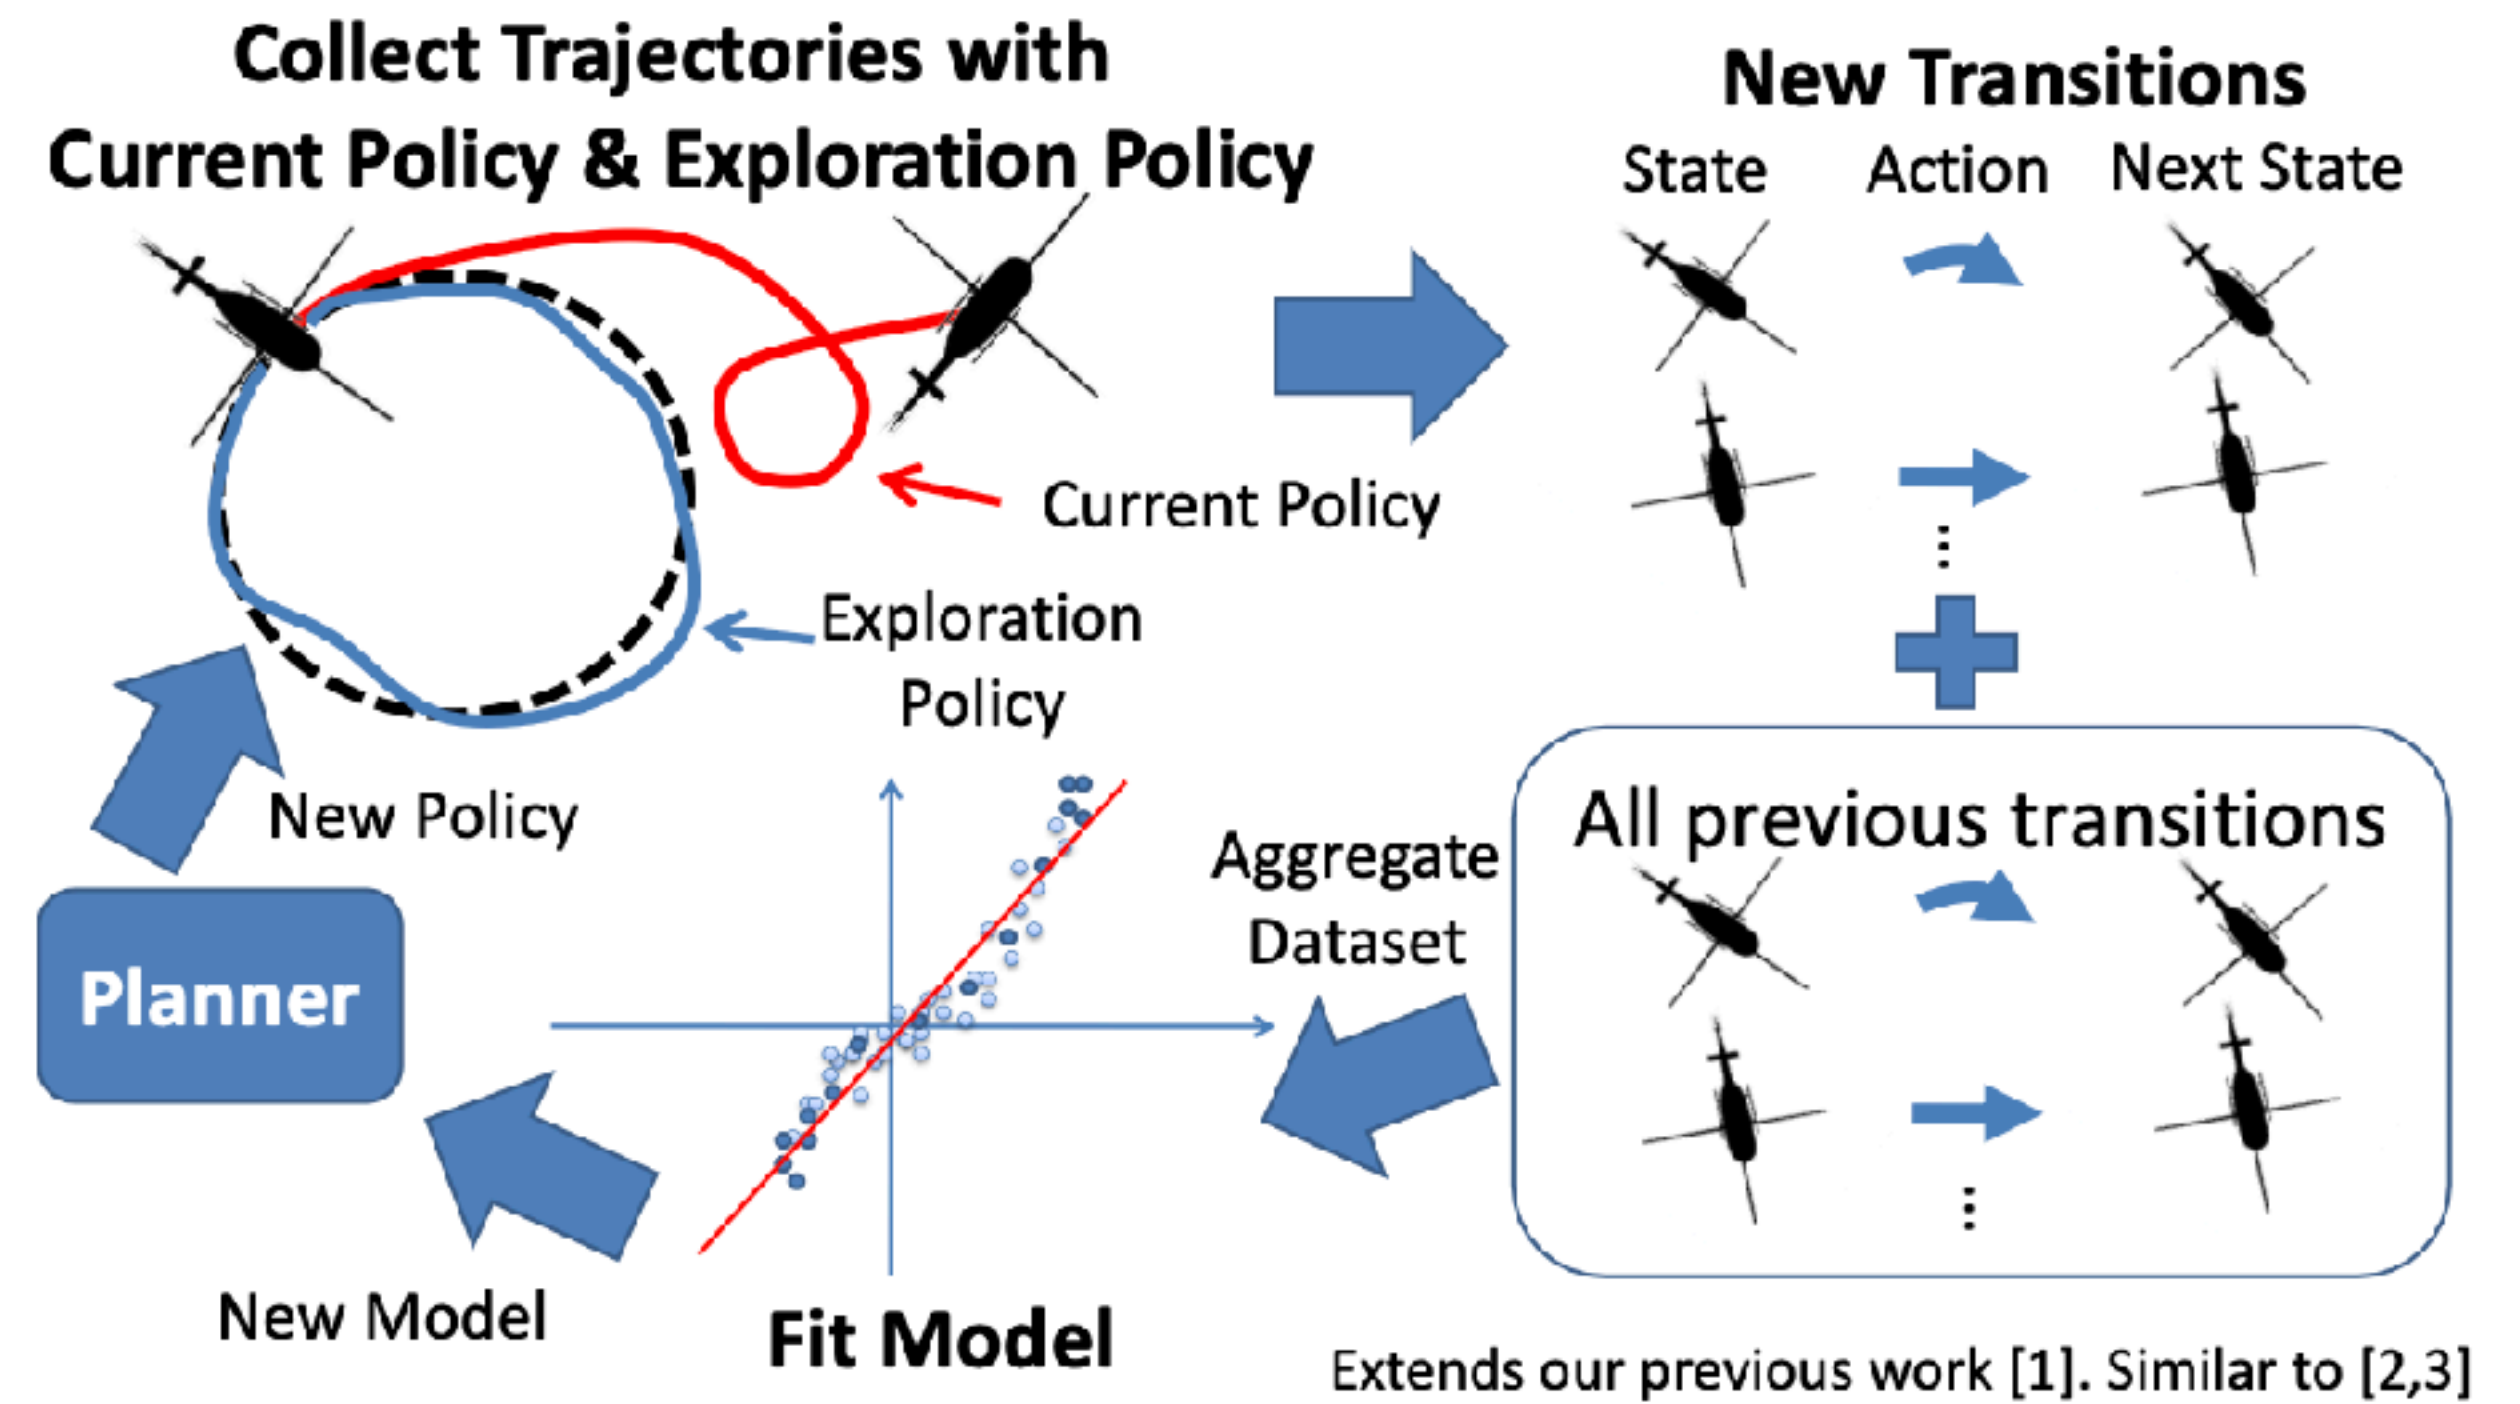 Collect Trajectories with
Current Policy & Exploration Policy
New Transitions
State Action Next State
Current Policy
Exploration
Policy
New Policy
Planner
New Model
Fit Model
Aggregate
Dataset
All previous transitions
Extends our previous work [1]. Similar to [2,3]